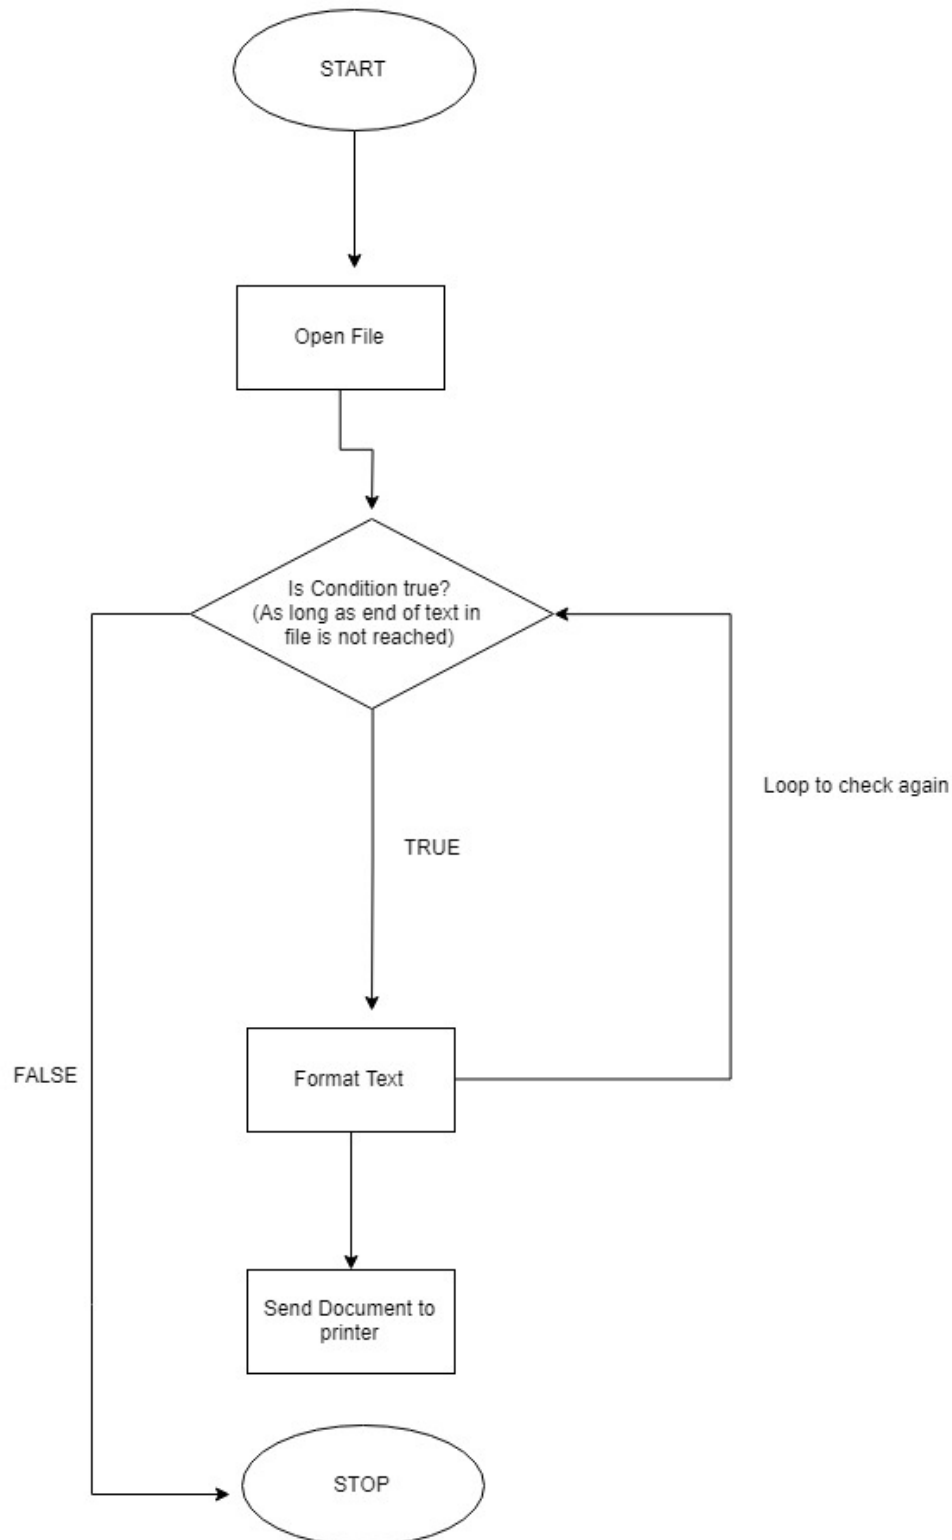 START
Open File
Is Condition true?
(As long as end of text in
file is not reached)
Loop to check again
TRUE
FALSE
Format Text
Send Document to
printer
STOP